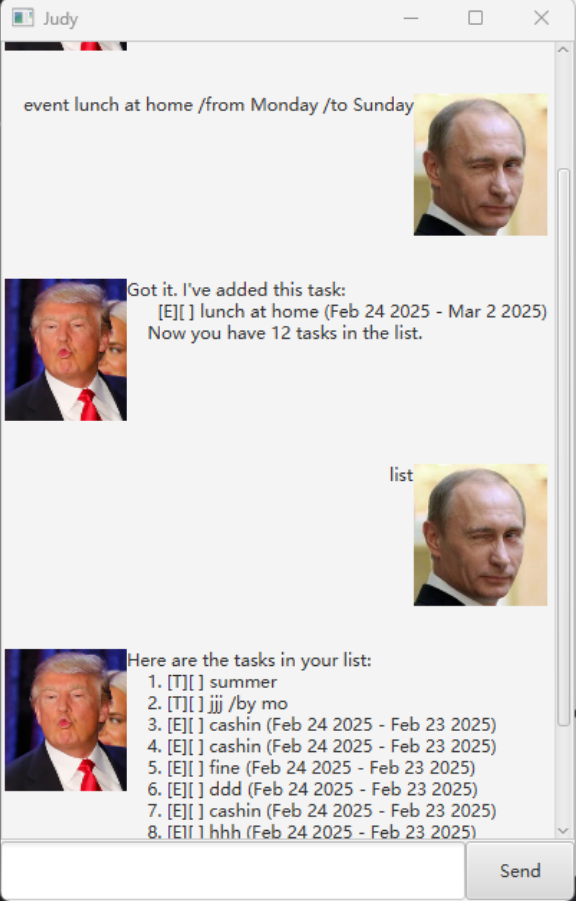 Judy
event lunch at home /from Monday /to Sunday
Got it. I've added this task:
[E][ ] lunch at home (Feb 24 2025 - Mar 2 2025)
Now you have 12 tasks in the list.
list
Here are the tasks in your list:
1. [T][ ] summer
2. [T][ ] jjj /by mo
3. [E][ ] cashin (Feb 24 2025 - Feb 23 2025)
4. [E][ ] cashin (Feb 24 2025 - Feb 23 2025)
5. [E][ ] fine (Feb 24 2025 - Feb 23 2025)
6. [E][ ] ddd (Feb 24 2025 - Feb 23 2025)
7. [E][ ] cashin (Feb 24 2025 - Feb 23 2025)
8. [E][ ] hhh (Feb 24 2025 - Feb 23 2025)
Send